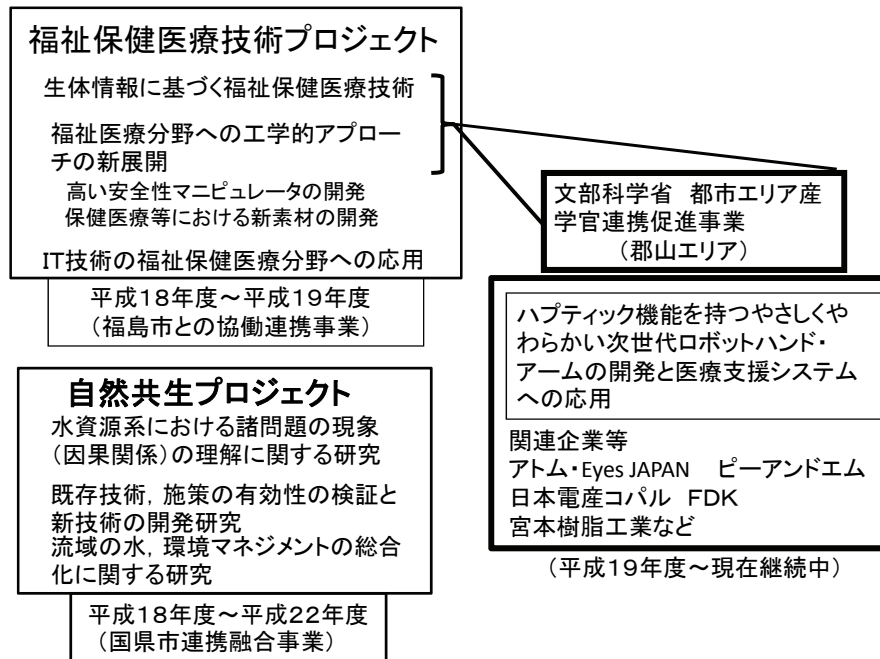 福祉保健医療技術プロジェクト
生体情報に基づく福祉保健医療技術
福祉医療分野への工学的アプロー
チの新展開
高い安全性マニピュレータの開発
保健医療等における新素材の開発
IT技術の福祉保健医療分野への応用
平成18年度～平成19年度
（福島市との協働連携事業）
自然共生プロジェクト
水資源系における諸問題の現象
（因果関係）の理解に関する研究
既存技術，施策の有効性の検証と
新技術の開発研究
流域の水，環境マネジメントの総合
化に関する研究
平成18年度～平成22年度
（国県市連携融合事業）
文部科学省　都市エリア産
学官連携促進事業
（郡山エリア）
ハプティック機能を持つやさしくや
わらかい次世代ロボットハンド・
アームの開発と医療支援システム
への応用
関連企業等
アトム・Eyes JAPAN　ピーアンドエム
日本電産コパル　ＦＤＫ
宮本樹脂工業など
（平成19年度～現在継続中）